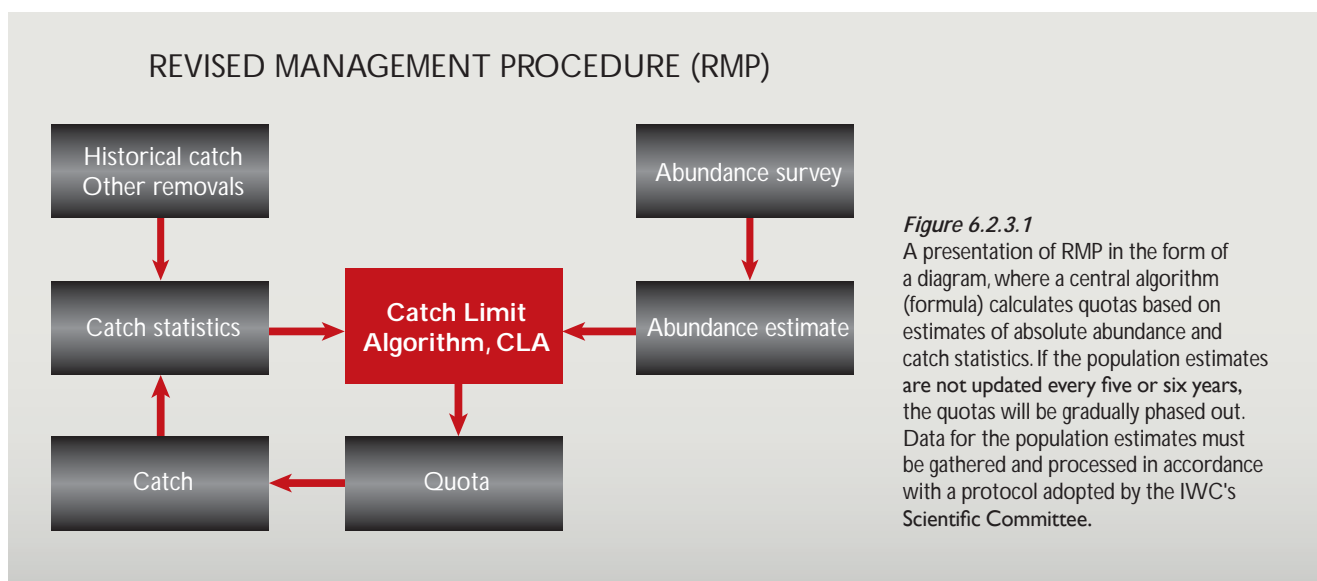 REVISED MANAGEMENT PROCEDURE (RMP)
Historical catch
Other removals
Abundance survey
Catch statistics
Catch Limit
Algorithm, CLA
Abundance estimate
Catch
Quota
Figure 6.2.3.1
A presentation of RMP in the form of
a diagram, where a central algorithm
(formula) calculates quotas based on
estimates of absolute abundance and
catch statistics. If the population estimates
are not updated every five or six years,
the quotas will be gradually phased out.
Data for the population estimates must
be gathered and processed in accordance
with a protocol adopted by the IWC's
Scientific Committee.